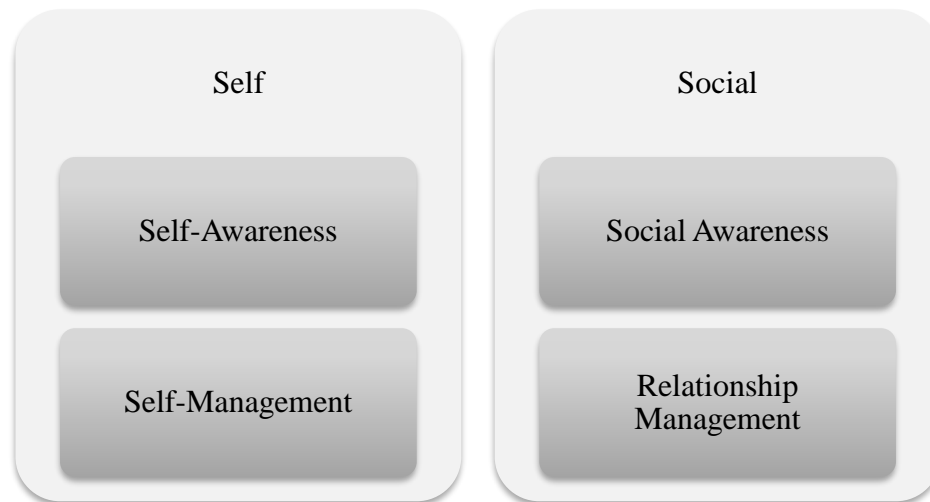 Self
Self-Awareness
Self-Management
Social
Social Awareness
Relationship
Management